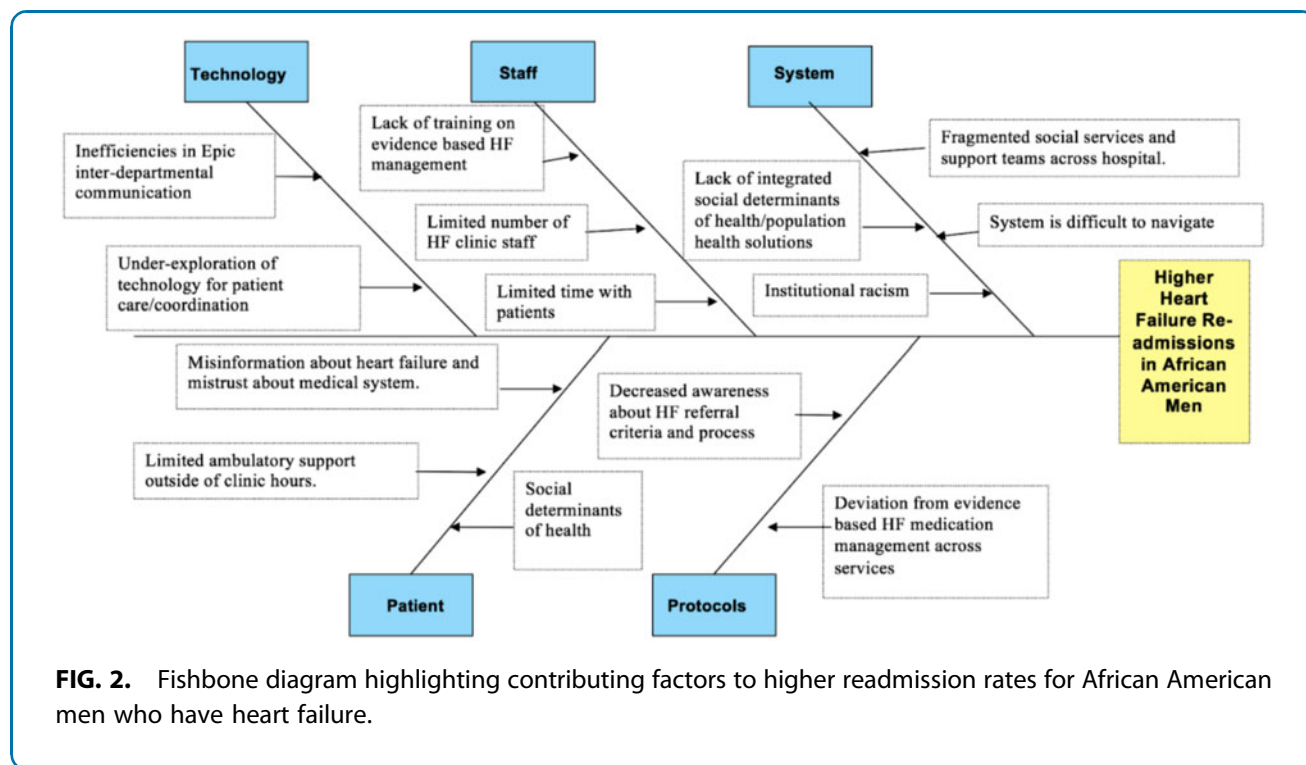 Technology
Staff
System
Inefficiencies in Epic
inter-departmental
communication
Under-exploration of
technology for patient
care/coordination
Lack of training on
evidence based HF
management
Limited number of
HF clinic staff
Limited time with
patients
Fragmented social services and
support teams across hospital.
Lack of integrated
social determinants
of health/population
health solutions
System is difficult to navigate
Institutional racism
Higher
Heart
Failure Re-
admissions
in African
American
Men
Misinformation about heart failure and
mistrust about medical system.
Limited ambulatory support
outside of clinic hours.
Social
determinants
of health
Decreased awareness
about HF referral
criteria and process
Deviation from evidence
based HF medication
management across
services
Patient
Protocols
FIG. 2. Fishbone diagram highlighting contributing factors to higher readmission rates for African American
men who have heart failure.